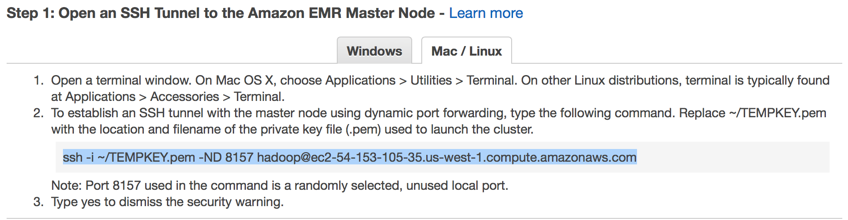 Step 1: Open an SSH Tunnel to the Amazon EMR Master Node - Learn more
Windows
Mac / Linux
1. Open a terminal window. On Mac OS X, choose Applications > Utilities > Terminal. On other Linux distributions, terminal is typically found
at Applications > Accessories > Terminal.
2. To establish an SSH tunnel with the master node using dynamic port forwarding, type the following command. Replace ~/TEMPKEY.pem
with the location and filename of the private key file (.pem) used to launch the cluster.
ssh -i ~/TEMPKEY.pem -ND 8157 hadoop@ec2-54-153-105-35.us-west-1.compute.amazonaws.com
Note: Port 8157 used in the command is a randomly selected, unused local port.
3. Type yes to dismiss the security warning.